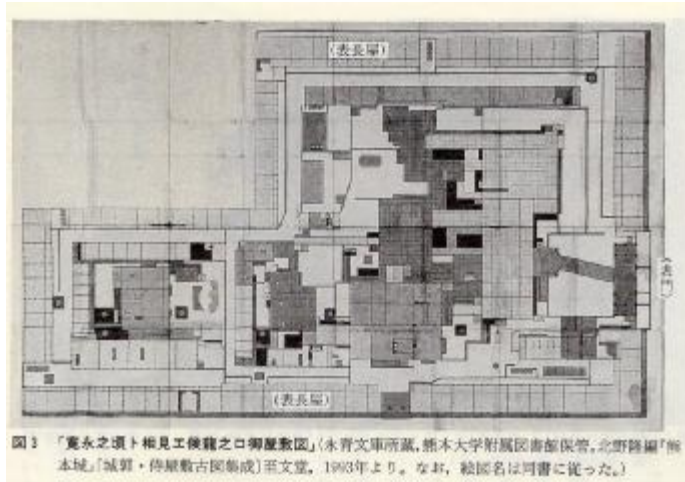 (表長屋)
(表門)
(表長屋)
図3 「寛永之頃ト相見エ候龍之口御屋敷図」(永青文庫所蔵,熊本大学附属図書館保管,北野隆編『熊
本城』「城郭・侍屋敷古図集成」至文堂, 1993年より。なお, 絵図名は同書に従った。)